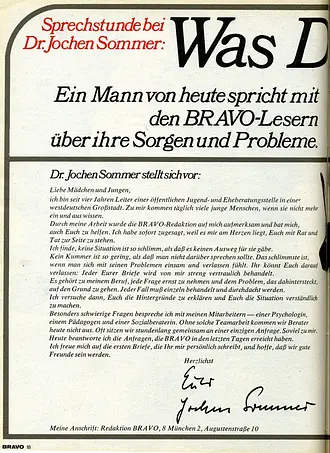 Sprechstunde bei
Dr. Jochen Sommer:
Was D
Ein Mann von heute spricht mit
den BRAVO-Lesern
über ihre Sorgen und Probleme.
Dr. Jochen Sommer stellt sich vor:
Liebe Mädchen und Jungen,
ich bin seit vier Jahren Leiter einer öffentlichen Jugend- und Eheberatungsstelle in einer
westdeutschen Großstadt. Zu mir kommen täglich viele junge Menschen, wenn sie nicht mehr
ein und aus wissen.
Durch meine Arbeit wurde die BRAVO-Redaktion auf mich aufmerksam und bat mich,
auch Euch zu helfen. Ich habe sofort zugesagt, weil es mir am Herzen liegt, Euch mit Rat und
Tat zur Seite zu stehen.
Ich finde, keine Situation ist so schlimm, als daß es keinen Ausweg für sie gäbe.
Kein Kummer ist so gering, als daß man nicht darüber sprechen sollte. Das Schlimmste ist,
wenn man sich mit seinen Problemen einsam und verlassen fühlt. Ihr könnt Euch darauf
verlassen: Jeder Eurer Briefe wird von mir streng vertraulich behandelt.
Es gehört zu meinem Beruf, jede Frage ernst zu nehmen und dem Problem, das dahintersteckt,
auf den Grund zu gehen. Jeder Fall muß einzeln behandelt und durchdacht werden.
Ich versuche dann, Euch die Hintergründe zu erklären und Euch die Situation verständlich
zu machen.
Besonders schwierige Fragen bespreche ich mit meinen Mitarbeitern — einer Psychologin,
einem Pädagogen und einer Sozialberaterin. Ohne solche Teamarbeit kommen wir Berater
heute nicht aus. Oft sitzen wir stundenlang gemeinsam an einer einzigen Anfrage. Soviel zu mir.
Heute beantworte ich die Anfragen, die BRAVO in den letzten Tagen erreicht haben.
Ich freue mich auf die ersten Briefe, die Ihr mir persönlich schreibt, und hoffe, daß wir gute
Freunde sein werden.
Herzlichst
Euer
Jochen Sommer
Meine Anschrift: Redaktion BRAVO, 8 München 2, Augustenstraße 10
BRAVO